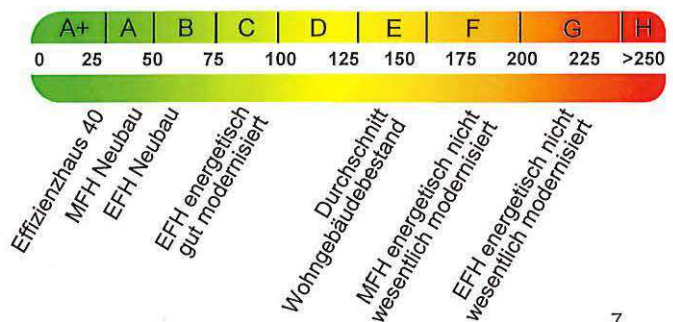 A+ A B C D E F G H
0 25 50 75 100 125 150 175 200 225 >250
Effizienzhaus 40
MFH Neubau
EFH Neubau
EFH energetisch
gut modernisiert
Durchschnitt
Wohngebäudebestand
MFH energetisch nicht
wesentlich modernisiert
EFH energetisch nicht
wesentlich modernisiert
7